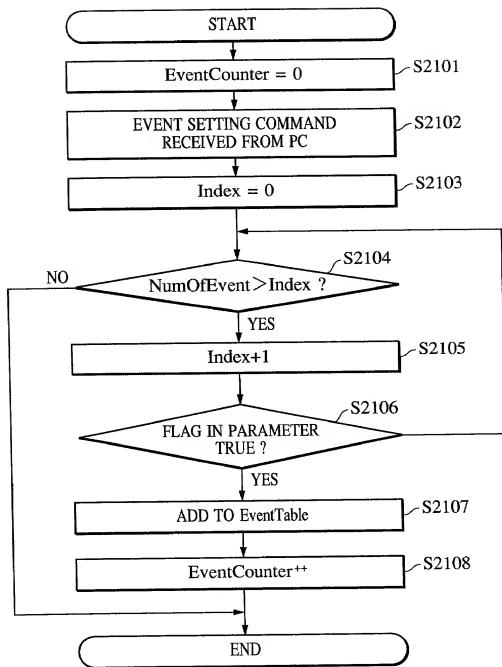 START
EventCounter = 0
S2101
EVENT SETTING COMMAND
RECEIVED FROM PC
S2102
Index = 0
S2103
S2104
NO
NumOfEvent>Index ?
YES
Index+1
S2105
S2106
FLAG IN PARAMETER
TRUE ?
YES
ADD TO EventTable
S2107
EventCounter++
S2108
END